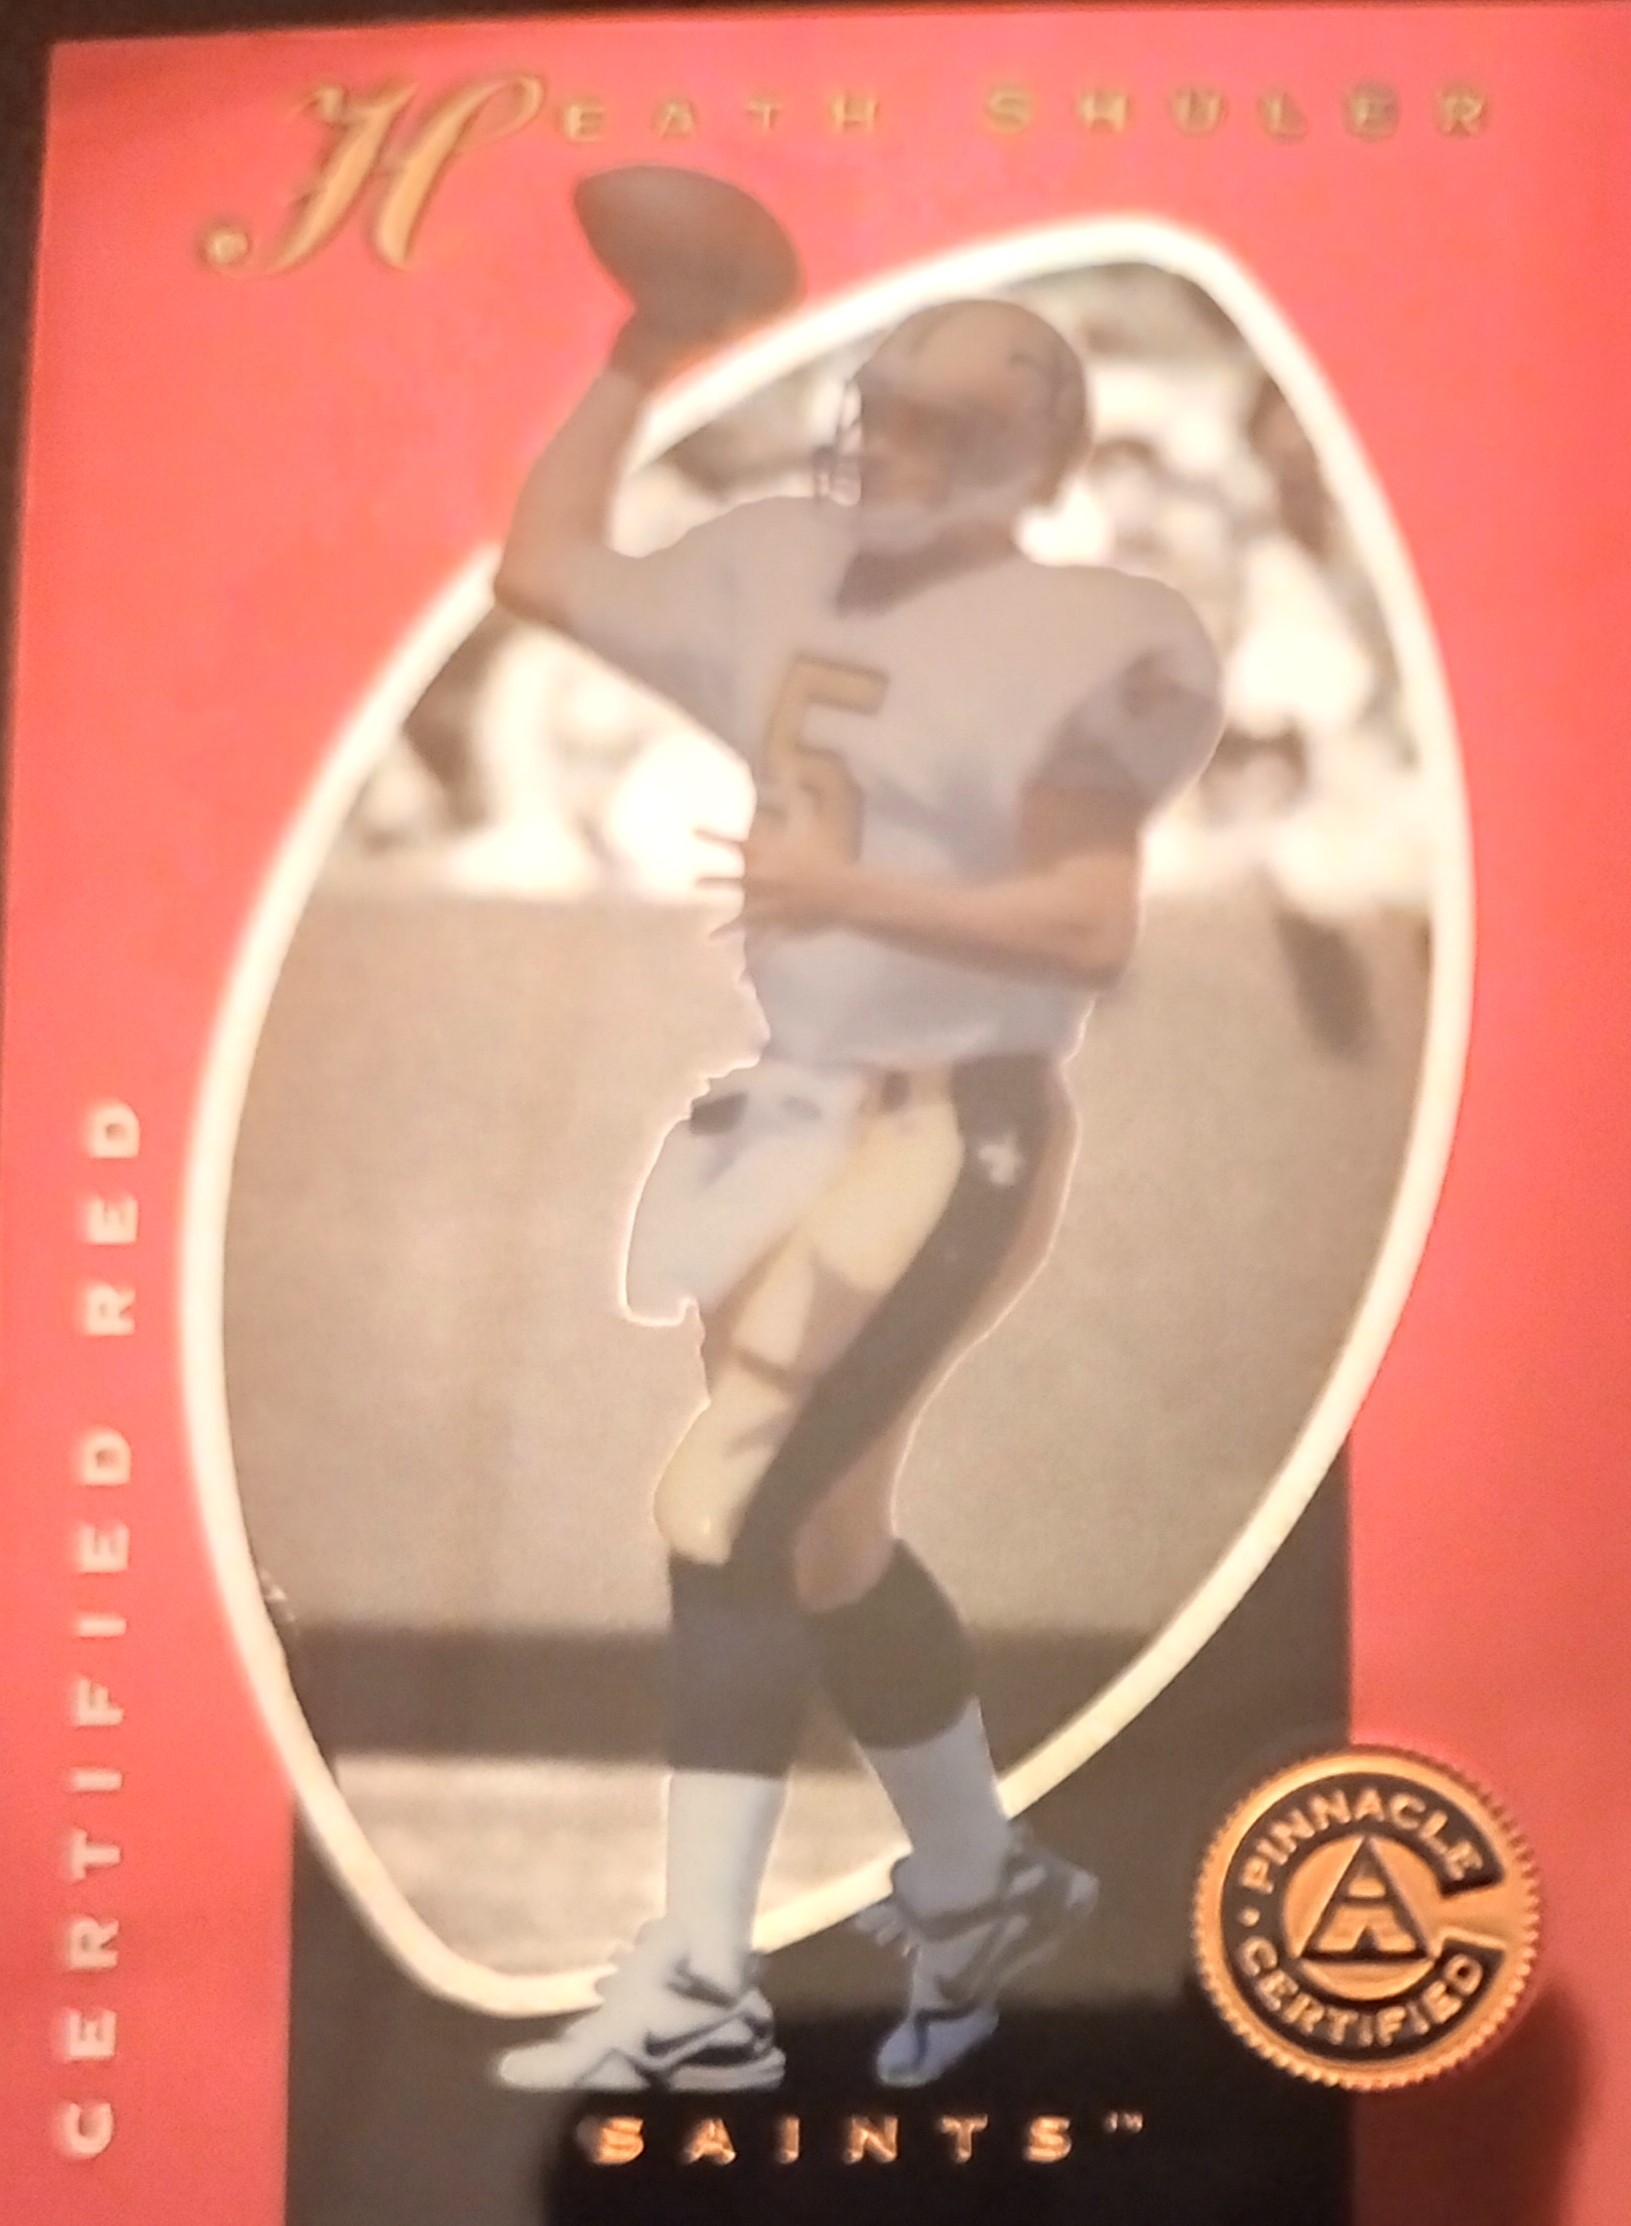 HEATH SHULER
5
CERTIFIED RED
PINNACLE
• CERTIFIED
SAINTS™